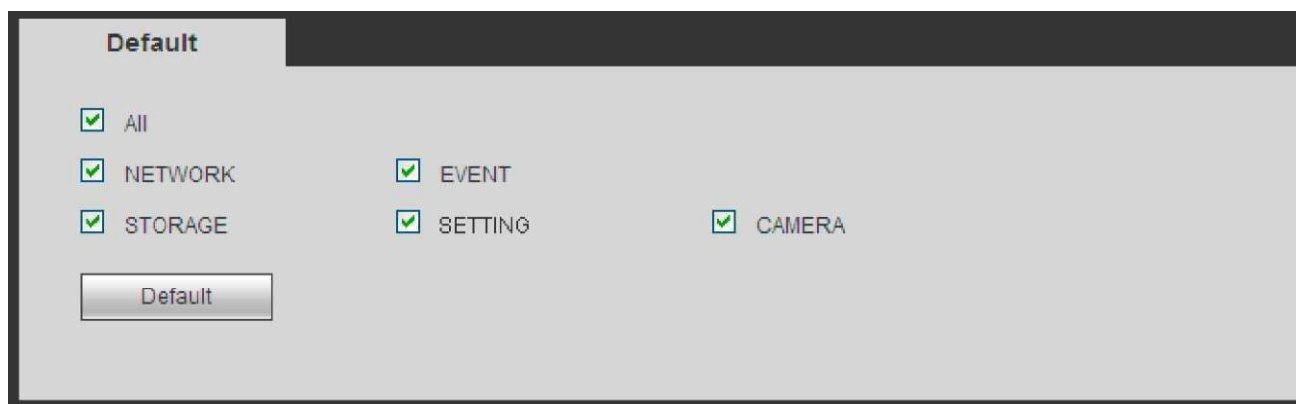 Default
All
NETWORK EVENT
STORAGE SETTING CAMERA
Default